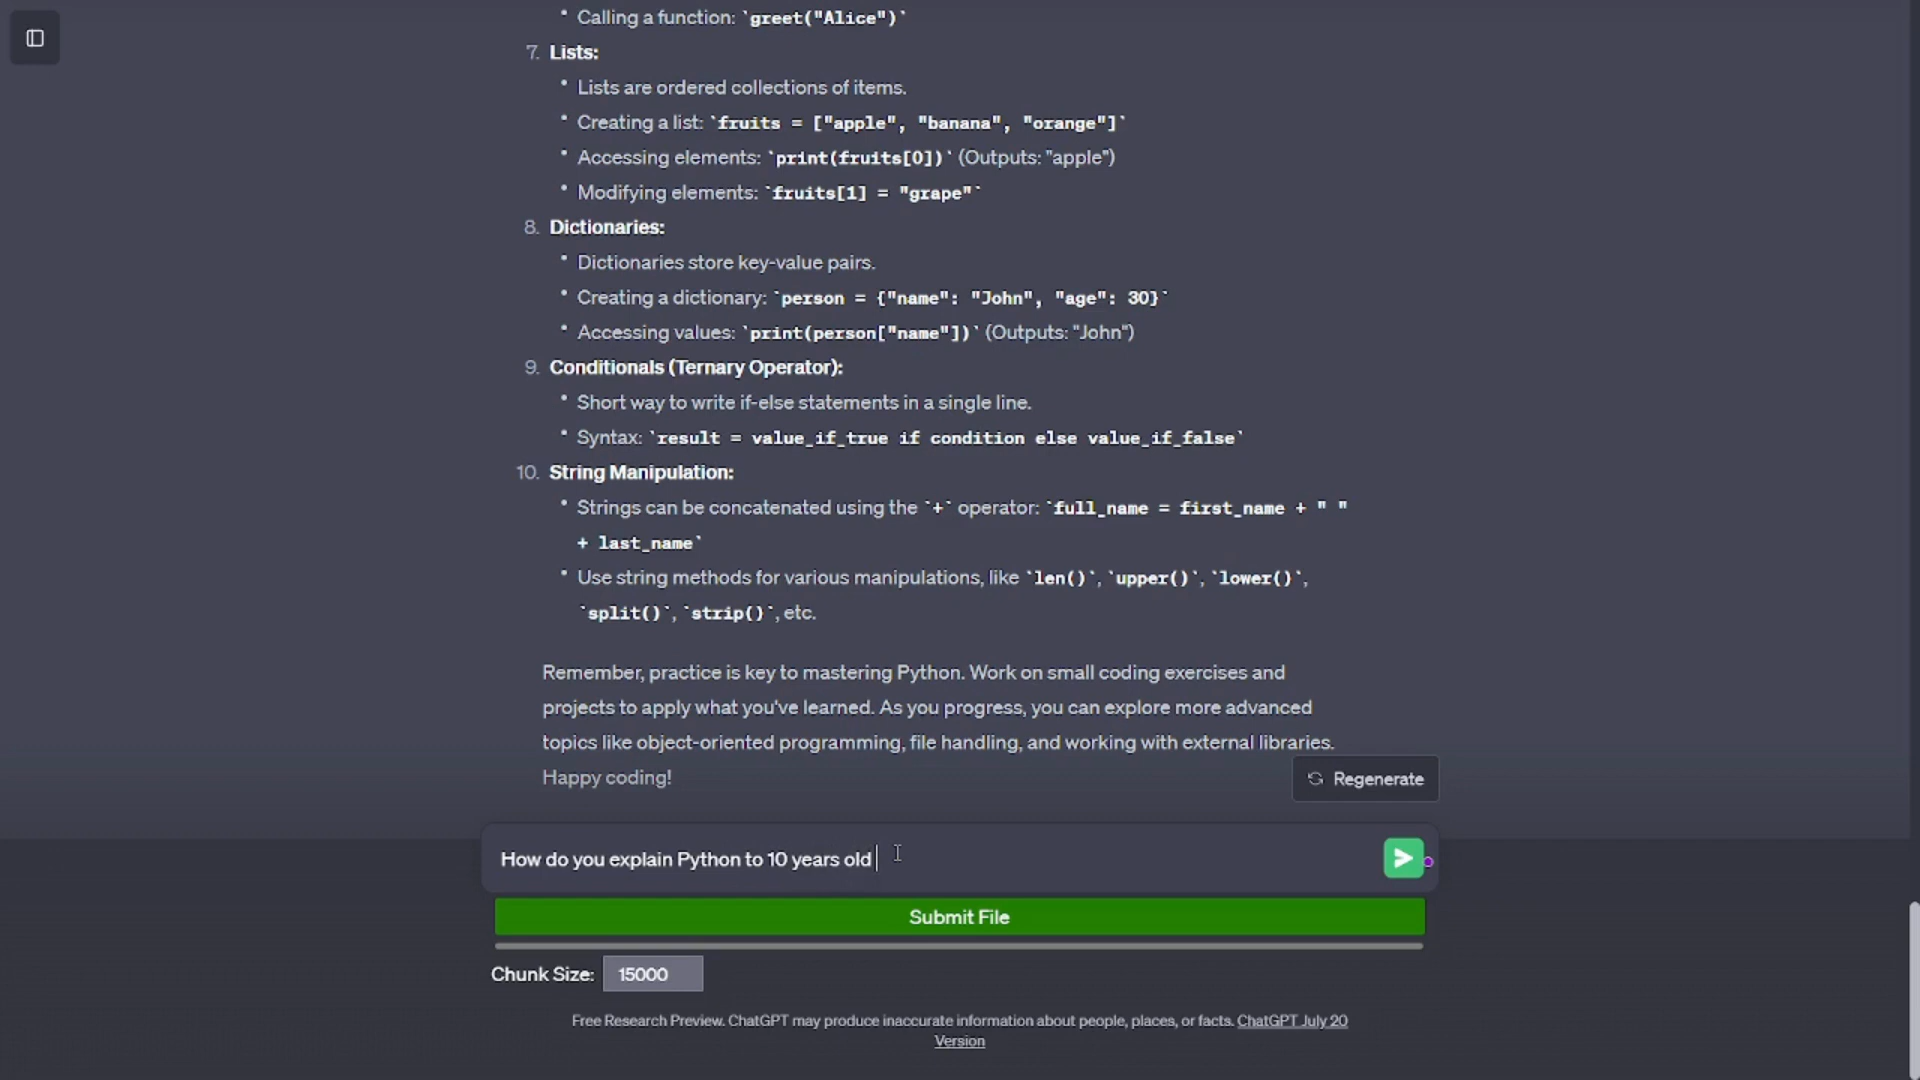 • Calling a function: `greet("Alice")`
7. Lists:
• Lists are ordered collections of items.
• Creating a list: `fruits = ["apple", "banana", "orange"]`
• Accessing elements: `print(fruits[0])` (Outputs: "apple")
• Modifying elements: `fruits[1] = "grape"`
8. Dictionaries:
• Dictionaries store key-value pairs.
• Creating a dictionary: `person = {"name": "John", "age": 30}`
• Accessing values: `print(person["name"])` (Outputs: "John")
9. Conditionals (Ternary Operator):
• Short way to write if-else statements in a single line.
• Syntax: `result = value_if_true if condition else value_if_false`
10. String Manipulation:
• Strings can be concatenated using the `+` operator: `full_name = first_name + " "
+ last_name`
• Use string methods for various manipulations, like `len()`, `upper()`, `lower()`,
`split()`, `strip()`, etc.
Remember, practice is key to mastering Python. Work on small coding exercises and
projects to apply what you've learned. As you progress, you can explore more advanced
topics like object-oriented programming, file handling, and working with external libraries.
Happy coding!
Regenerate
How do you explain Python to 10 years old
Submit File
Chunk Size: 15000
Free Research Preview. ChatGPT may produce inaccurate information about people, places, or facts. ChatGPT July 20
Version